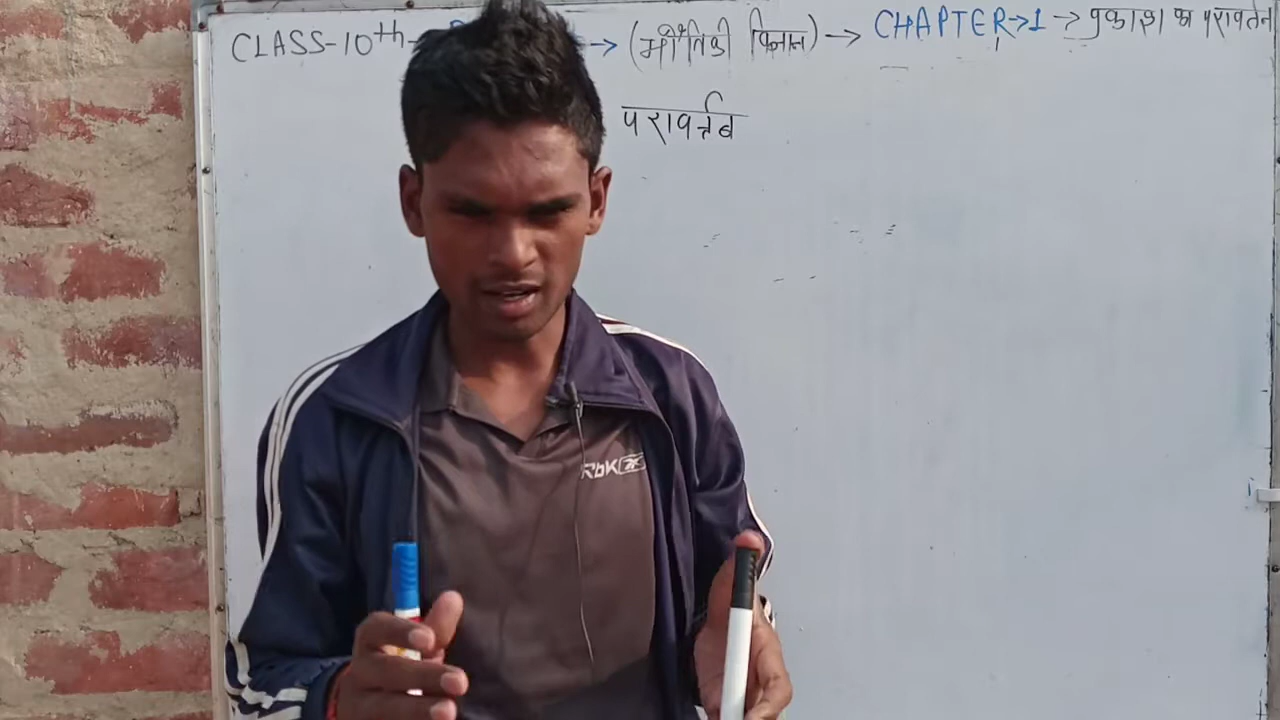 CLASS-10th → (भौतिकी विज्ञान) → CHAPTER→1 → प्रकाश का परावर्तन
परावर्तन
RbK